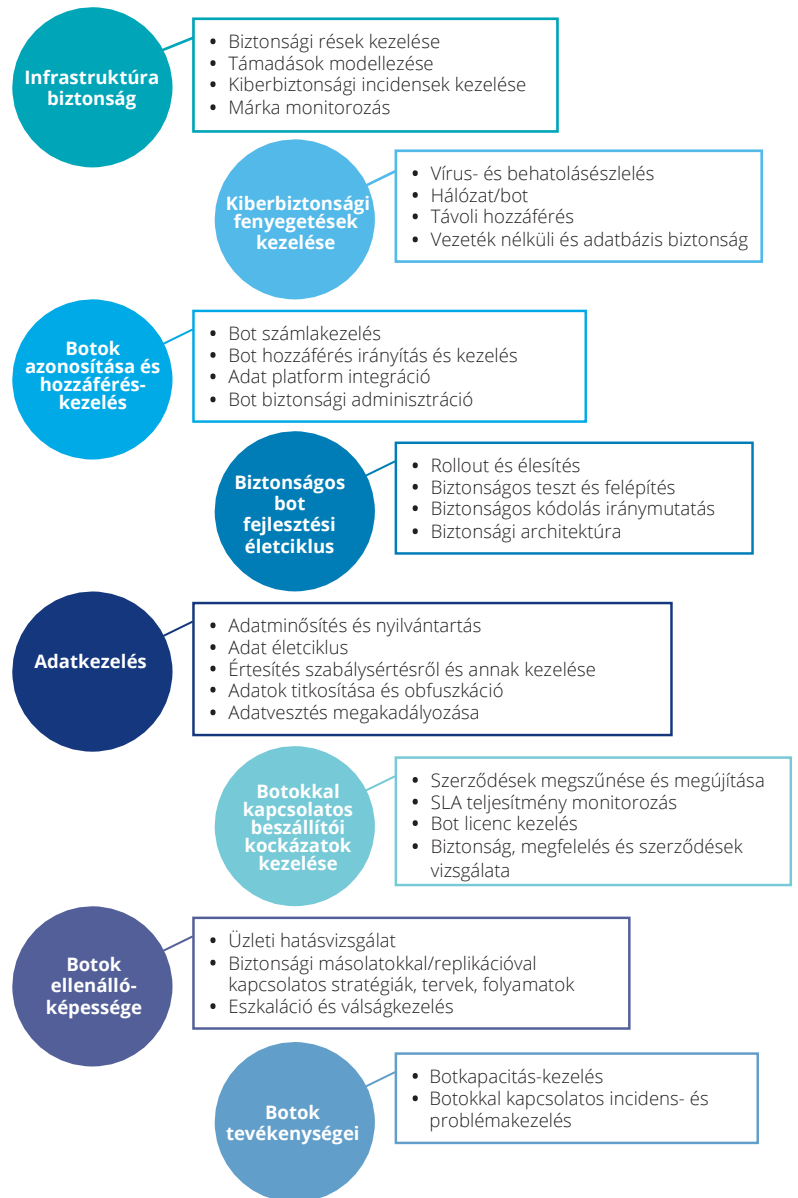 Infrastruktúra
biztonság
• Biztonsági rések kezelése
• Támadások modellezése
• Kiberbiztonsági incidensek kezelése
• Márka monitorozás
Kiberbiztonsági
fenyegetések
kezelése
• Vírus- és behatolásészlelés
• Hálózat/bot
• Távoli hozzáférés
• Vezeték nélküli és adatbázis biztonság
Botok
azonosítása és
hozzáférés-
kezelés
• Bot számlakezelés
• Bot hozzáférés irányítás és kezelés
• Adat platform integráció
• Bot biztonsági adminisztráció
Biztonságos
bot
fejlesztési
életciklus
• Rollout és élesítés
• Biztonságos teszt és felépítés
• Biztonságos kódolás iránymutatás
• Biztonsági architektúra
Adatkezelés
• Adatminősítés és nyilvántartás
• Adat életciklus
• Értesítés szabálysértésről és annak kezelése
• Adatok titkosítása és obfuszkáció
• Adatvesztés megakadályozása
Botokkal
kapcsolatos
beszállítói
kockázatok
kezelése
• Szerződések megszűnése és megújítása
• SLA teljesítmény monitorozás
• Bot licenc kezelés
• Biztonság, megfelelés és szerződések
vizsgálata
Botok
ellenálló-
képessége
• Üzleti hatásvizsgálat
• Biztonsági másolatokkal/replikációval
kapcsolatos stratégiák, tervek, folyamatok
• Eszkaláció és válságkezelés
Botok
tevékenységei
• Botkapacitás-kezelés
• Botokkal kapcsolatos incidens- és
problémakezelés